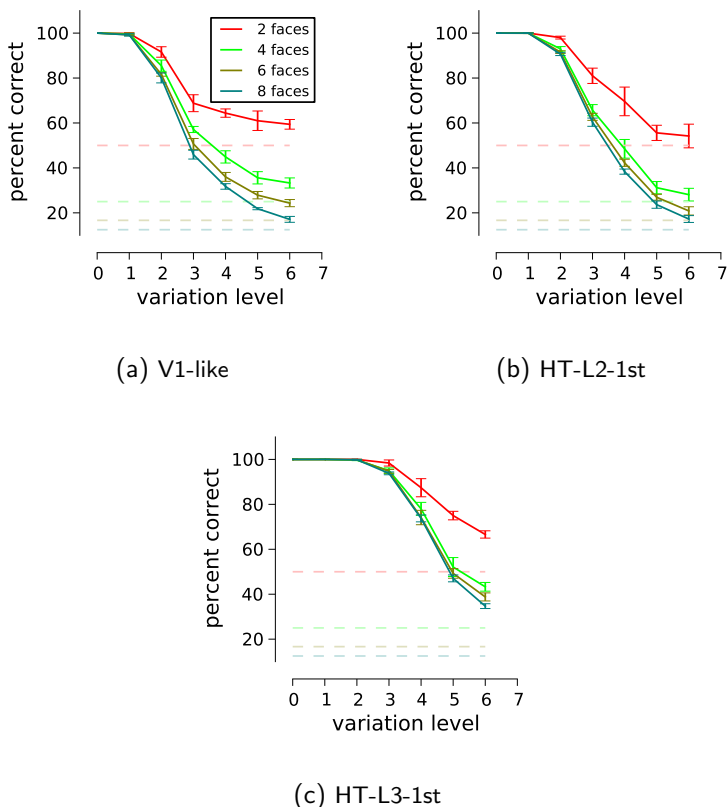 2 faces
4 faces
6 faces
8 faces
100
80
60
40
20
percent correct
0 1 2 3 4 5 6 7
variation level
(a) V1-like
100
80
60
40
20
percent correct
0 1 2 3 4 5 6 7
variation level
(b) HT-L2-1st
100
80
60
40
20
percent correct
0 1 2 3 4 5 6 7
variation level
(c) HT-L3-1st